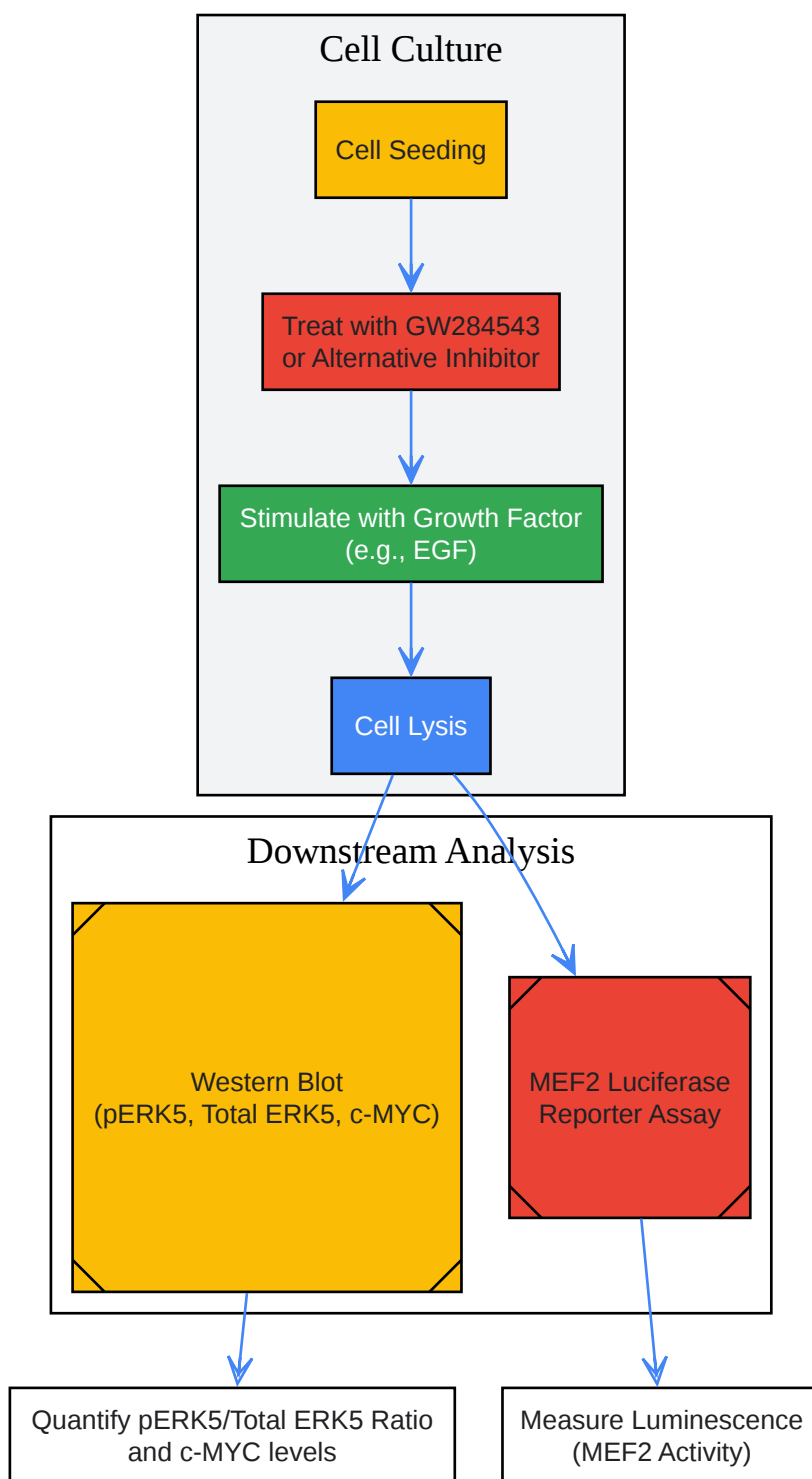 Cell Culture
Cell Seeding
Treat with GW284543
or Alternative Inhibitor
Stimulate with Growth Factor
(e.g., EGF)
Cell Lysis
Downstream Analysis
Western Blot
(pERK5, Total ERK5, c-MYC)
MEF2 Luciferase
Reporter Assay
Quantify pERK5/Total ERK5 Ratio
and c-MYC levels
Measure Luminescence
(MEF2 Activity)